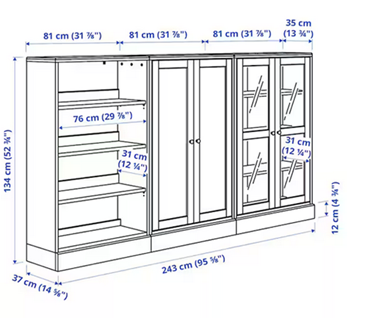 35 cm
(13 ¾")
81 cm (31 ⅞")
81 cm (31 ⅞")
81 cm (31 ⅞")
76 cm (29 ⅞")
31 cm
(12 ¼")
31 cm
(12 ¼")
134 cm (52 ¾")
12 cm (4 ¾")
243 cm (95 ⅝")
37 cm (14 ⅝")